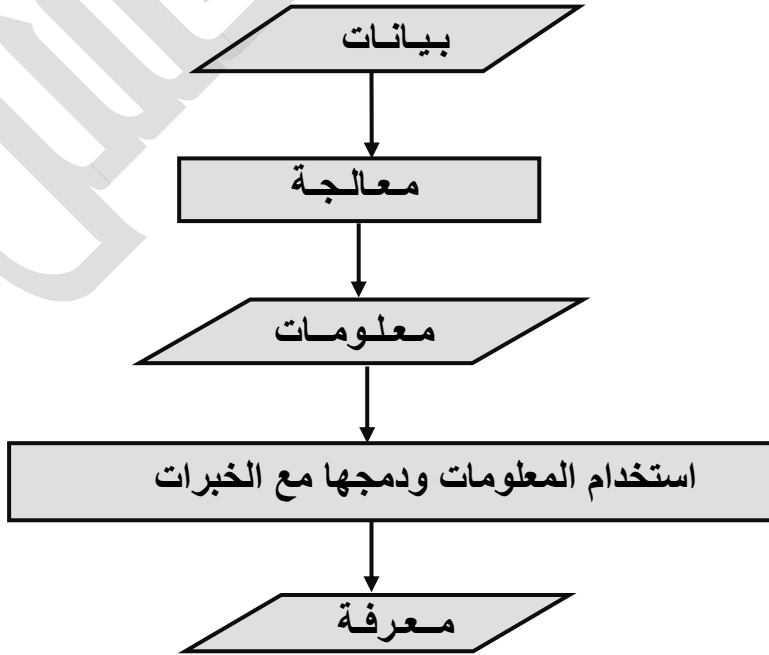 بيانات
معالجة
معلومات
استخدام المعلومات ودمجها مع الخبرات
معرفة